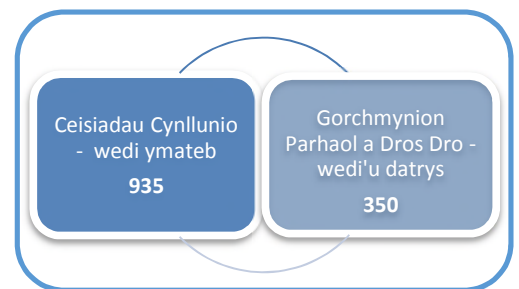 Ceisiadau Cynllunio
- wedi ymateb
935
Gorchmynion
Parhaol a Dros Dro -
wedi'u datrys
350